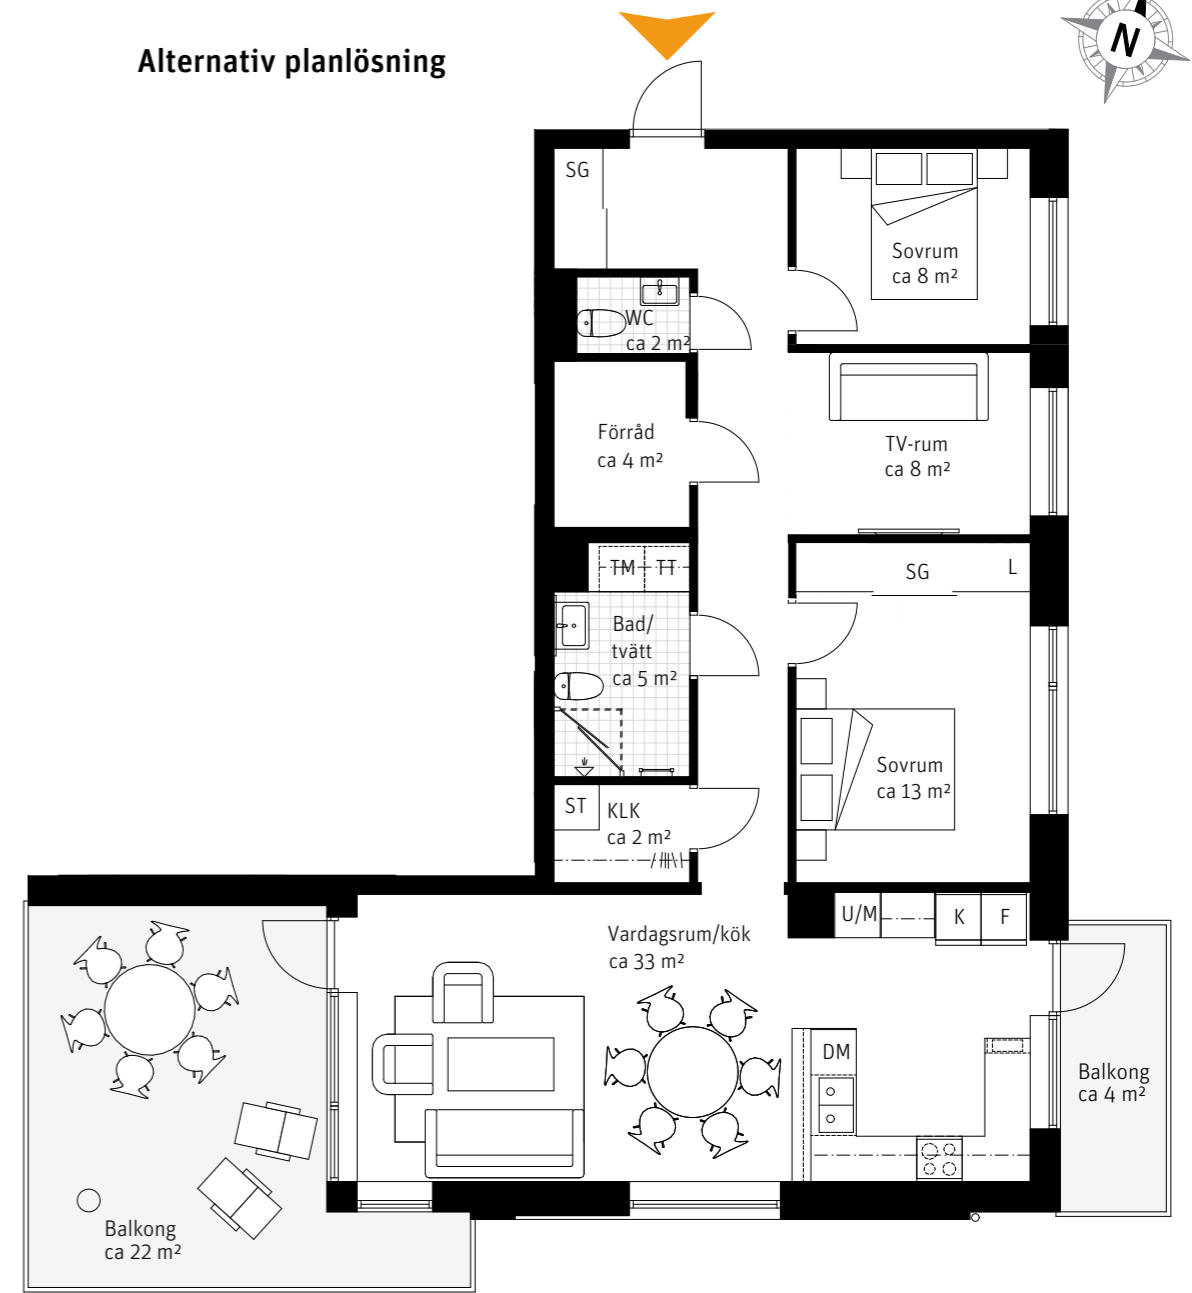 N
Alternativ planlösning
SG
Sovrum
ca 8 m²
WC
ca 2 m²
Förråd
ca 4 m²
TV-rum
ca 8 m²
TM TT
SG
L
Bad/
tvätt
ca 5 m²
Sovrum
ca 13 m²
ST
KLK
ca 2 m²
U/M
K
F
Vardagsrum/kök
ca 33 m²
DM
Balkong
ca 4 m²
Balkong
ca 22 m²